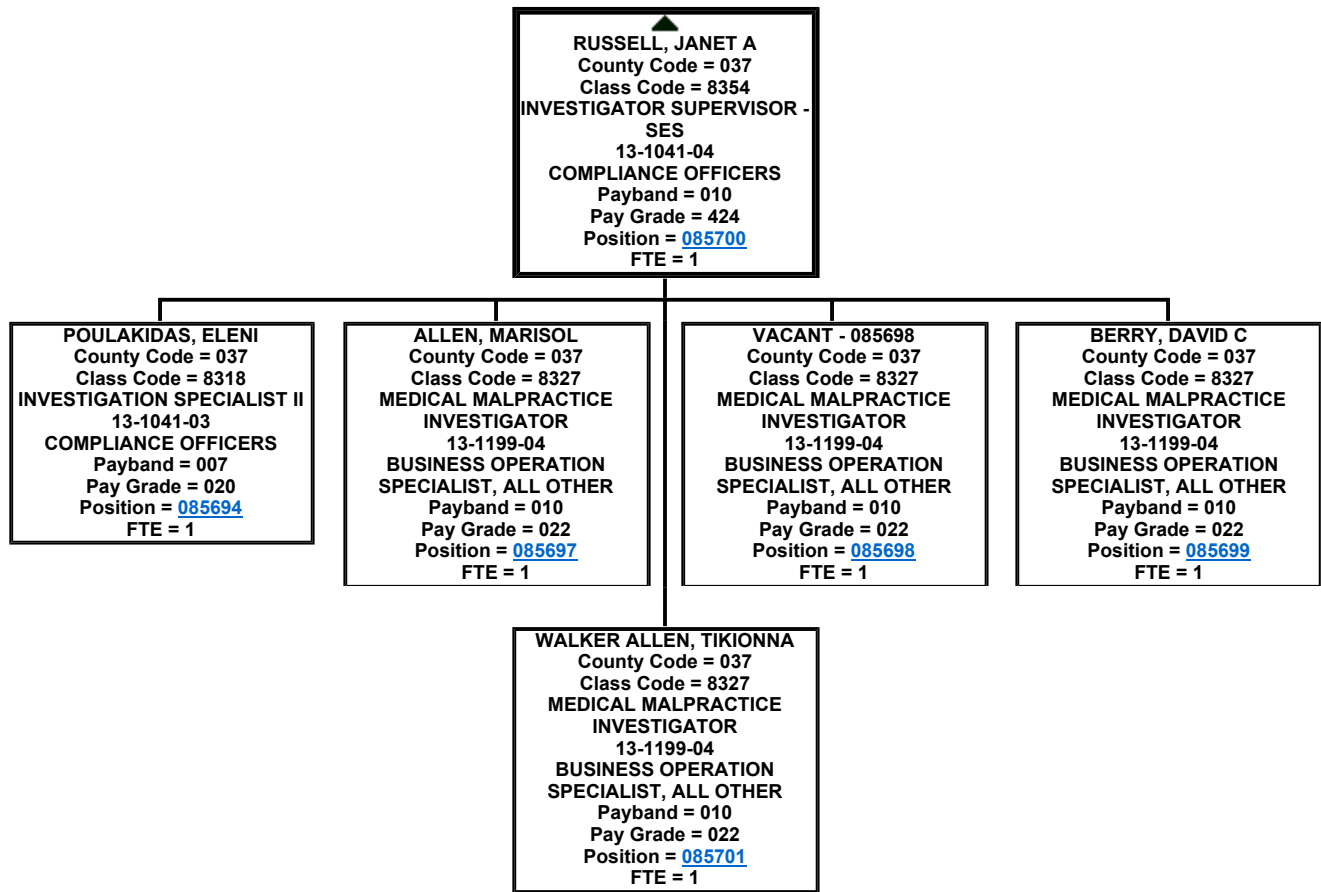 RUSSELL, JANET A
County Code = 037
Class Code = 8354
INVESTIGATOR SUPERVISOR -
SES
13-1041-04
COMPLIANCE OFFICERS
Payband = 010
Pay Grade = 424
Position = 085700
FTE = 1
POULAKIDAS, ELENI
County Code = 037
Class Code = 8318
INVESTIGATION SPECIALIST II
13-1041-03
COMPLIANCE OFFICERS
Payband = 007
Pay Grade = 020
Position = 085694
FTE = 1
ALLEN, MARISOL
County Code = 037
Class Code = 8327
MEDICAL MALPRACTICE
INVESTIGATOR
13-1199-04
BUSINESS OPERATION
SPECIALIST, ALL OTHER
Payband = 010
Pay Grade = 022
Position = 085697
FTE = 1
VACANT - 085698
County Code = 037
Class Code = 8327
MEDICAL MALPRACTICE
INVESTIGATOR
13-1199-04
BUSINESS OPERATION
SPECIALIST, ALL OTHER
Payband = 010
Pay Grade = 022
Position = 085698
FTE = 1
BERRY, DAVID C
County Code = 037
Class Code = 8327
MEDICAL MALPRACTICE
INVESTIGATOR
13-1199-04
BUSINESS OPERATION
SPECIALIST, ALL OTHER
Payband = 010
Pay Grade = 022
Position = 085699
FTE = 1
WALKER ALLEN, TIKIONNA
County Code = 037
Class Code = 8327
MEDICAL MALPRACTICE
INVESTIGATOR
13-1199-04
BUSINESS OPERATION
SPECIALIST, ALL OTHER
Payband = 010
Pay Grade = 022
Position = 085701
FTE = 1